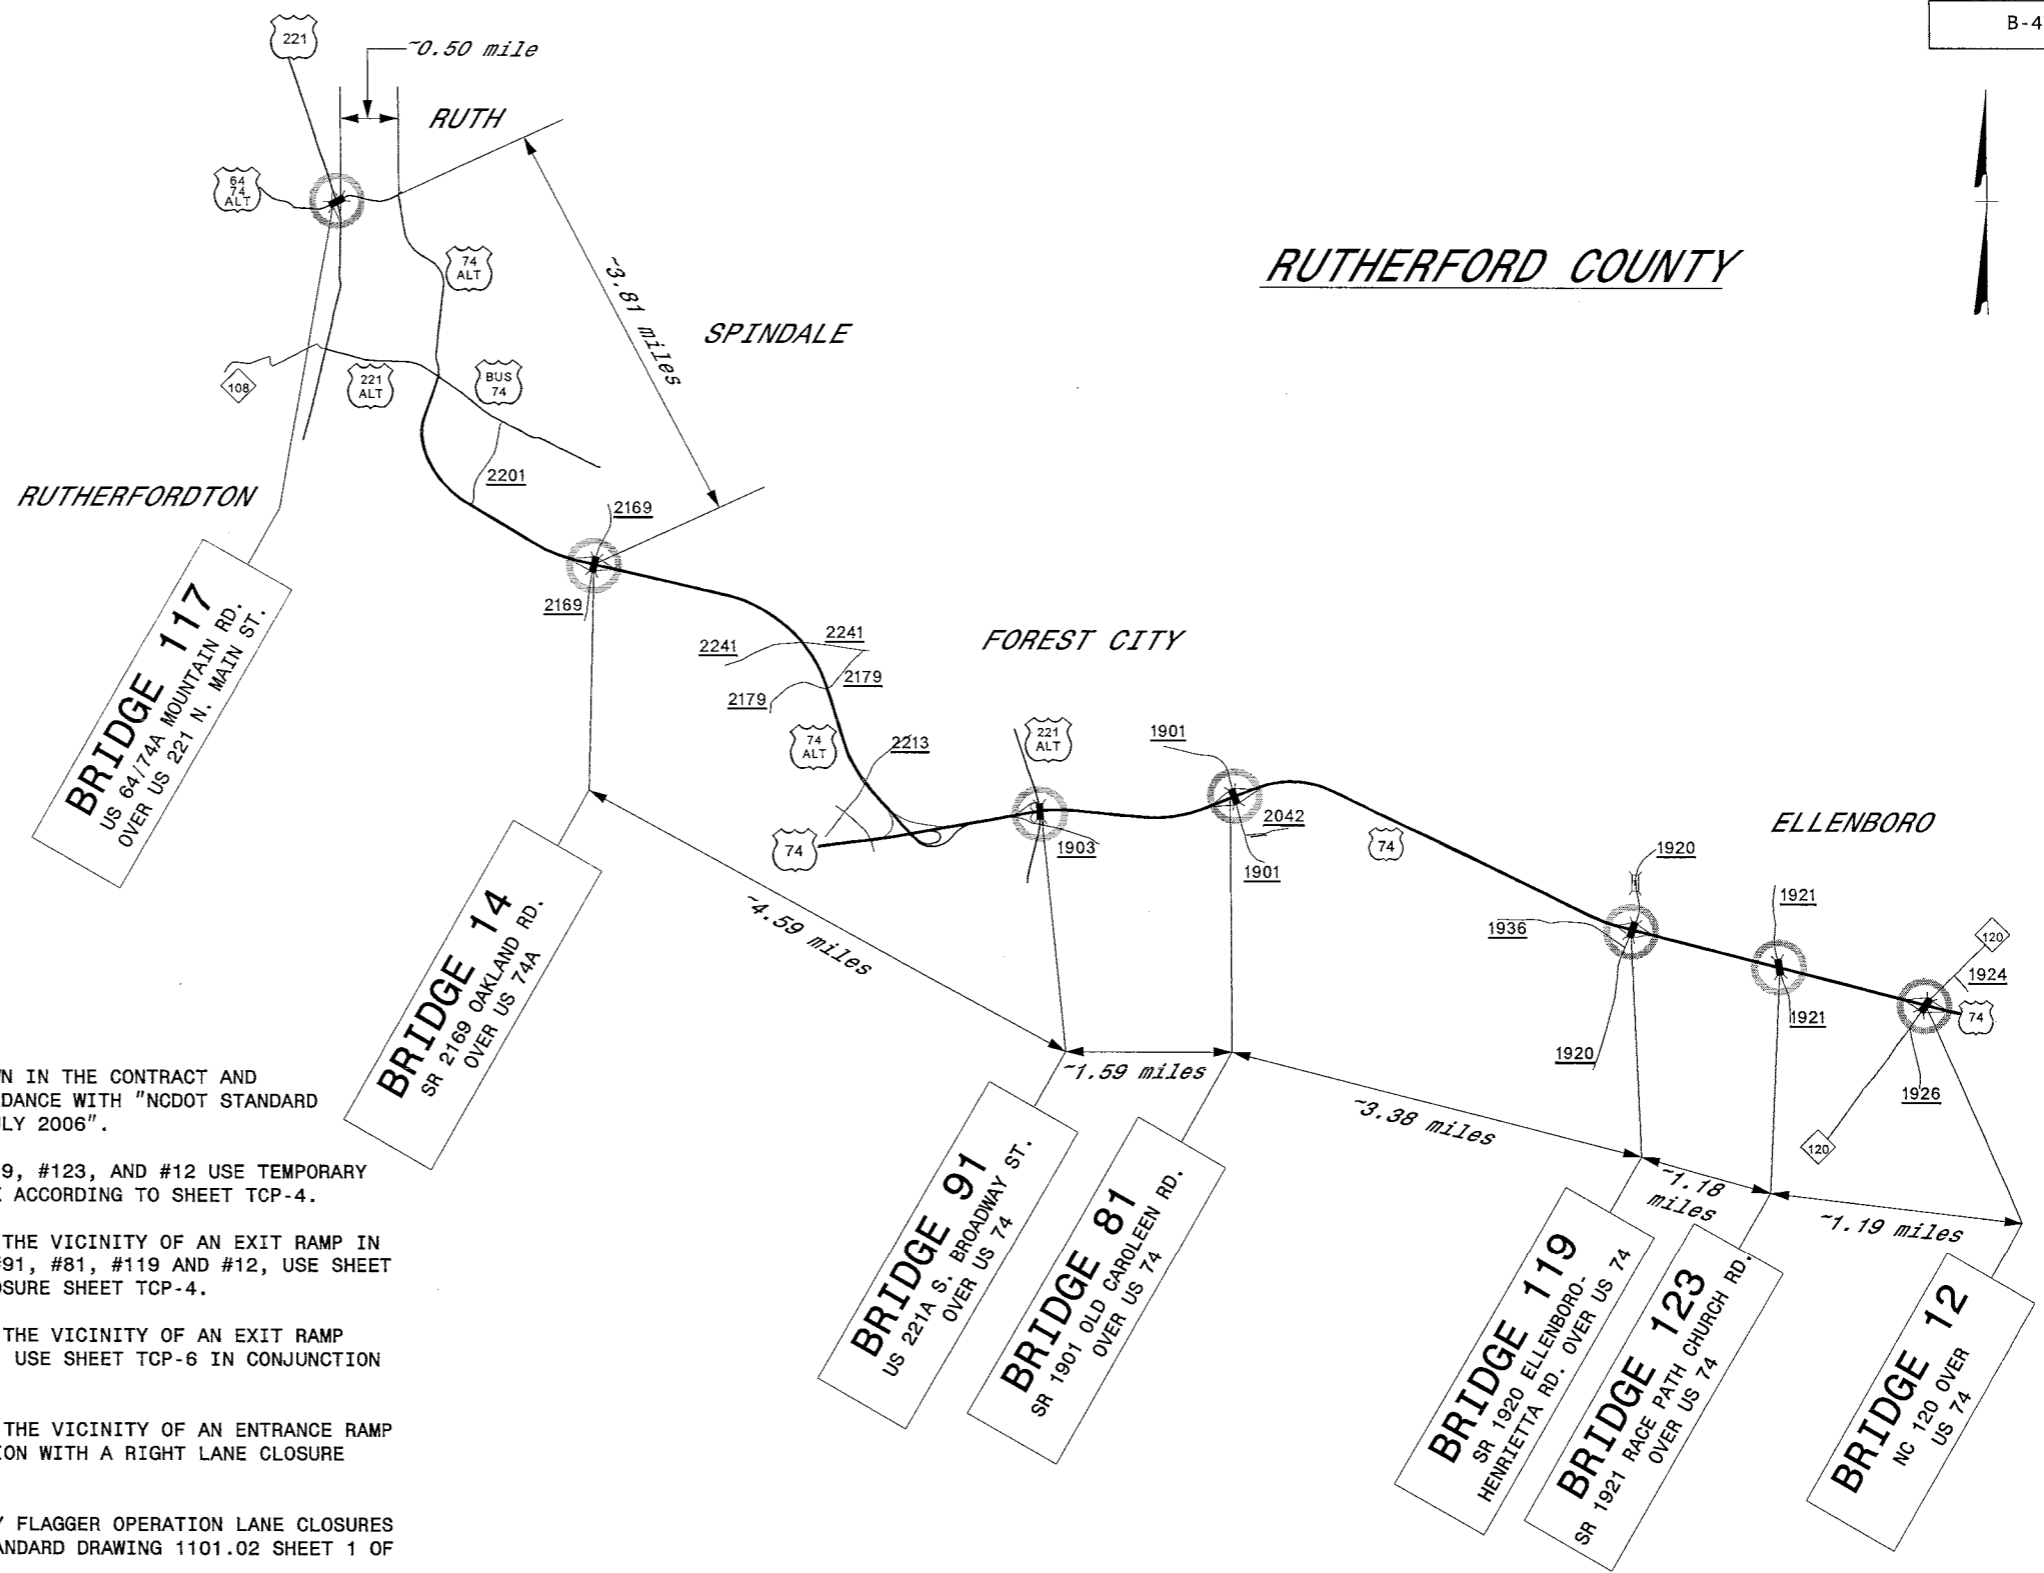 B-4
221
~0.50 mile
RUTH
64
74
ALT
74
ALT
~3.81 miles
RUTHERFORD COUNTY
SPINDALE
108
221
ALT
BUS
74
2201
RUTHERFORDTON
2169
2169
BRIDGE 117
US 64/74A MOUNTAIN RD.
OVER US 221 N. MAIN ST.
2241
2241
2179
2179
FOREST CITY
74
ALT
2213
221
ALT
1901
74
1903
2042
1901
74
ELLENBORO
1920
1936
1921
120
1924
74
1920
1921
1926
120
BRIDGE 14
SR 2169 OAKLAND RD.
OVER US 74A
~4.59 miles
~1.59 miles
~3.38 miles
~1.18
miles
~1.19 miles
BRIDGE 91
US 221A S. BROADWAY ST.
OVER US 74
BRIDGE 81
SR 1901 OLD CAROLEEN RD.
OVER US 74
BRIDGE 119
SR 1920 ELLENBORO-
HENRIETTA RD. OVER US 74
BRIDGE 123
SR 1921 RACE PATH CHURCH RD.
OVER US 74
BRIDGE 12
NC 120 OVER
US 74
N IN THE CONTRACT AND
DANCE WITH "NCDOT STANDARD
LY 2006".
9, #123, AND #12 USE TEMPORARY
ACCORDING TO SHEET TCP-4.
THE VICINITY OF AN EXIT RAMP IN
#91, #81, #119 AND #12, USE SHEET
OSURE SHEET TCP-4.
THE VICINITY OF AN EXIT RAMP
USE SHEET TCP-6 IN CONJUNCTION
THE VICINITY OF AN ENTRANCE RAMP
ION WITH A RIGHT LANE CLOSURE
Y FLAGGER OPERATION LANE CLOSURES
ANDARD DRAWING 1101.02 SHEET 1 OF